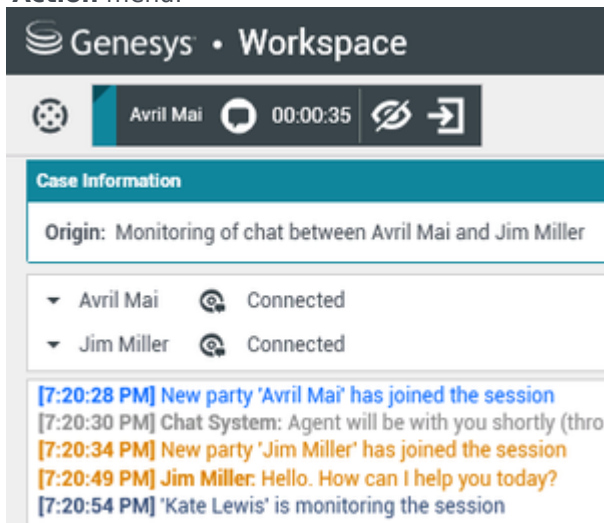 Action menu.
Genesys • Workspace
Avril Mai 00:00:35
Case Information
Origin: Monitoring of chat between Avril Mai and Jim Miller
Avril Mai Connected
Jim Miller Connected
[7:20:28 PM] New party 'Avril Mai' has joined the session
[7:20:30 PM] Chat System: Agent will be with you shortly (thro
[7:20:34 PM] New party 'Jim Miller' has joined the session
[7:20:49 PM] Jim Miller: Hello. How can I help you today?
[7:20:54 PM] 'Kate Lewis' is monitoring the session